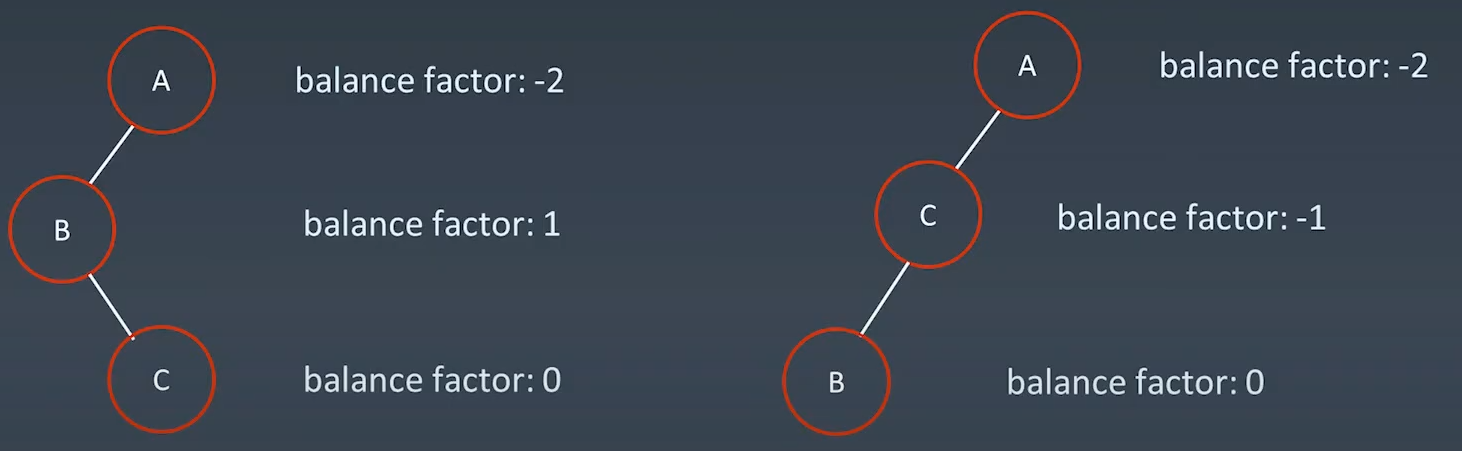 A
balance factor: -2
B
balance factor: 1
C
balance factor: 0
A
balance factor: -2
C
balance factor: -1
B
balance factor: 0